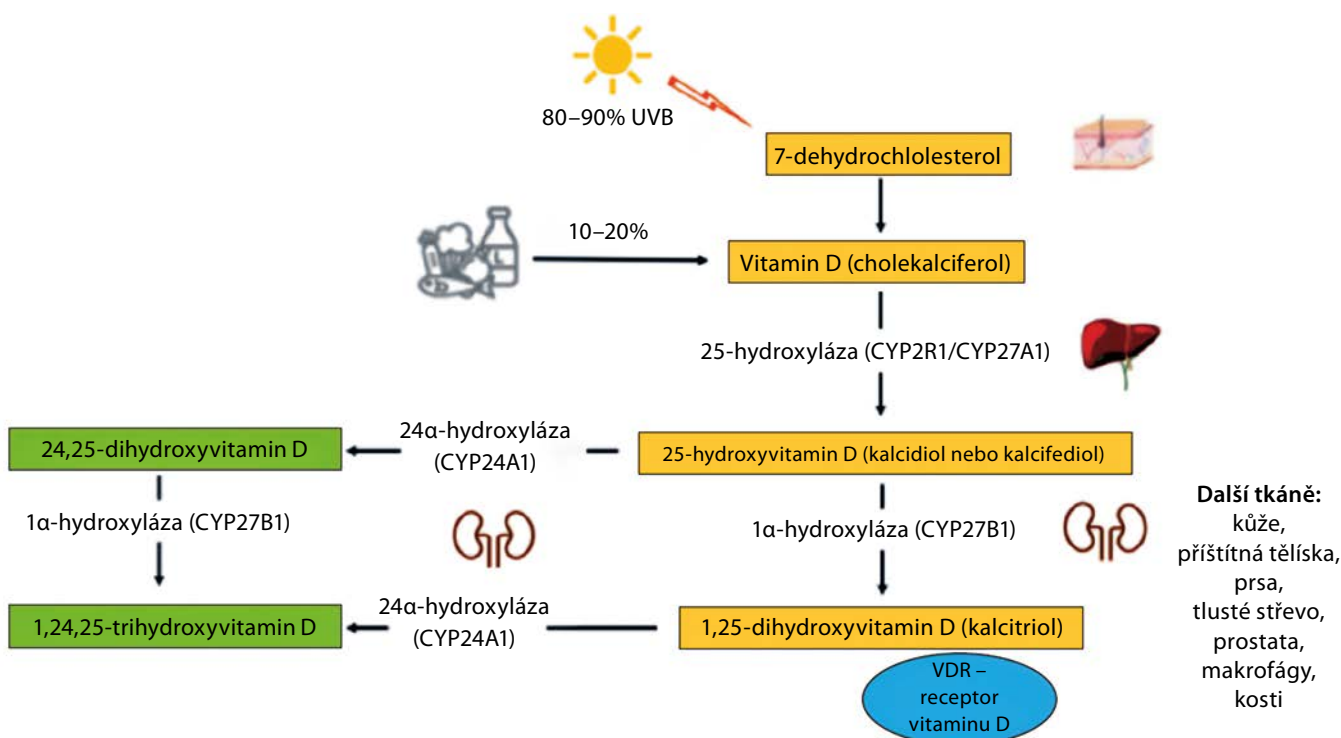 80–90% UVB
7-dehydrochlolesterol
10–20%
Vitamin D (cholekalciferol)
25-hydroxyláza (CYP2R1/CYP27A1)
24,25-dihydroxyvitamin D
24α-hydroxyláza
(CYP24A1)
25-hydroxyvitamin D (kalcidiol nebo kalcifediol)
1α-hydroxyláza (CYP27B1)
1α-hydroxyláza (CYP27B1)
Další tkáně:
kůže,
příštítná tělíska,
prsa,
tlusté střevo,
prostata,
makrofágy,
kosti
1,24,25-trihydroxyvitamin D
24α-hydroxyláza
(CYP24A1)
1,25-dihydroxyvitamin D (kalcitriol)
VDR –
receptor
vitaminu D
L